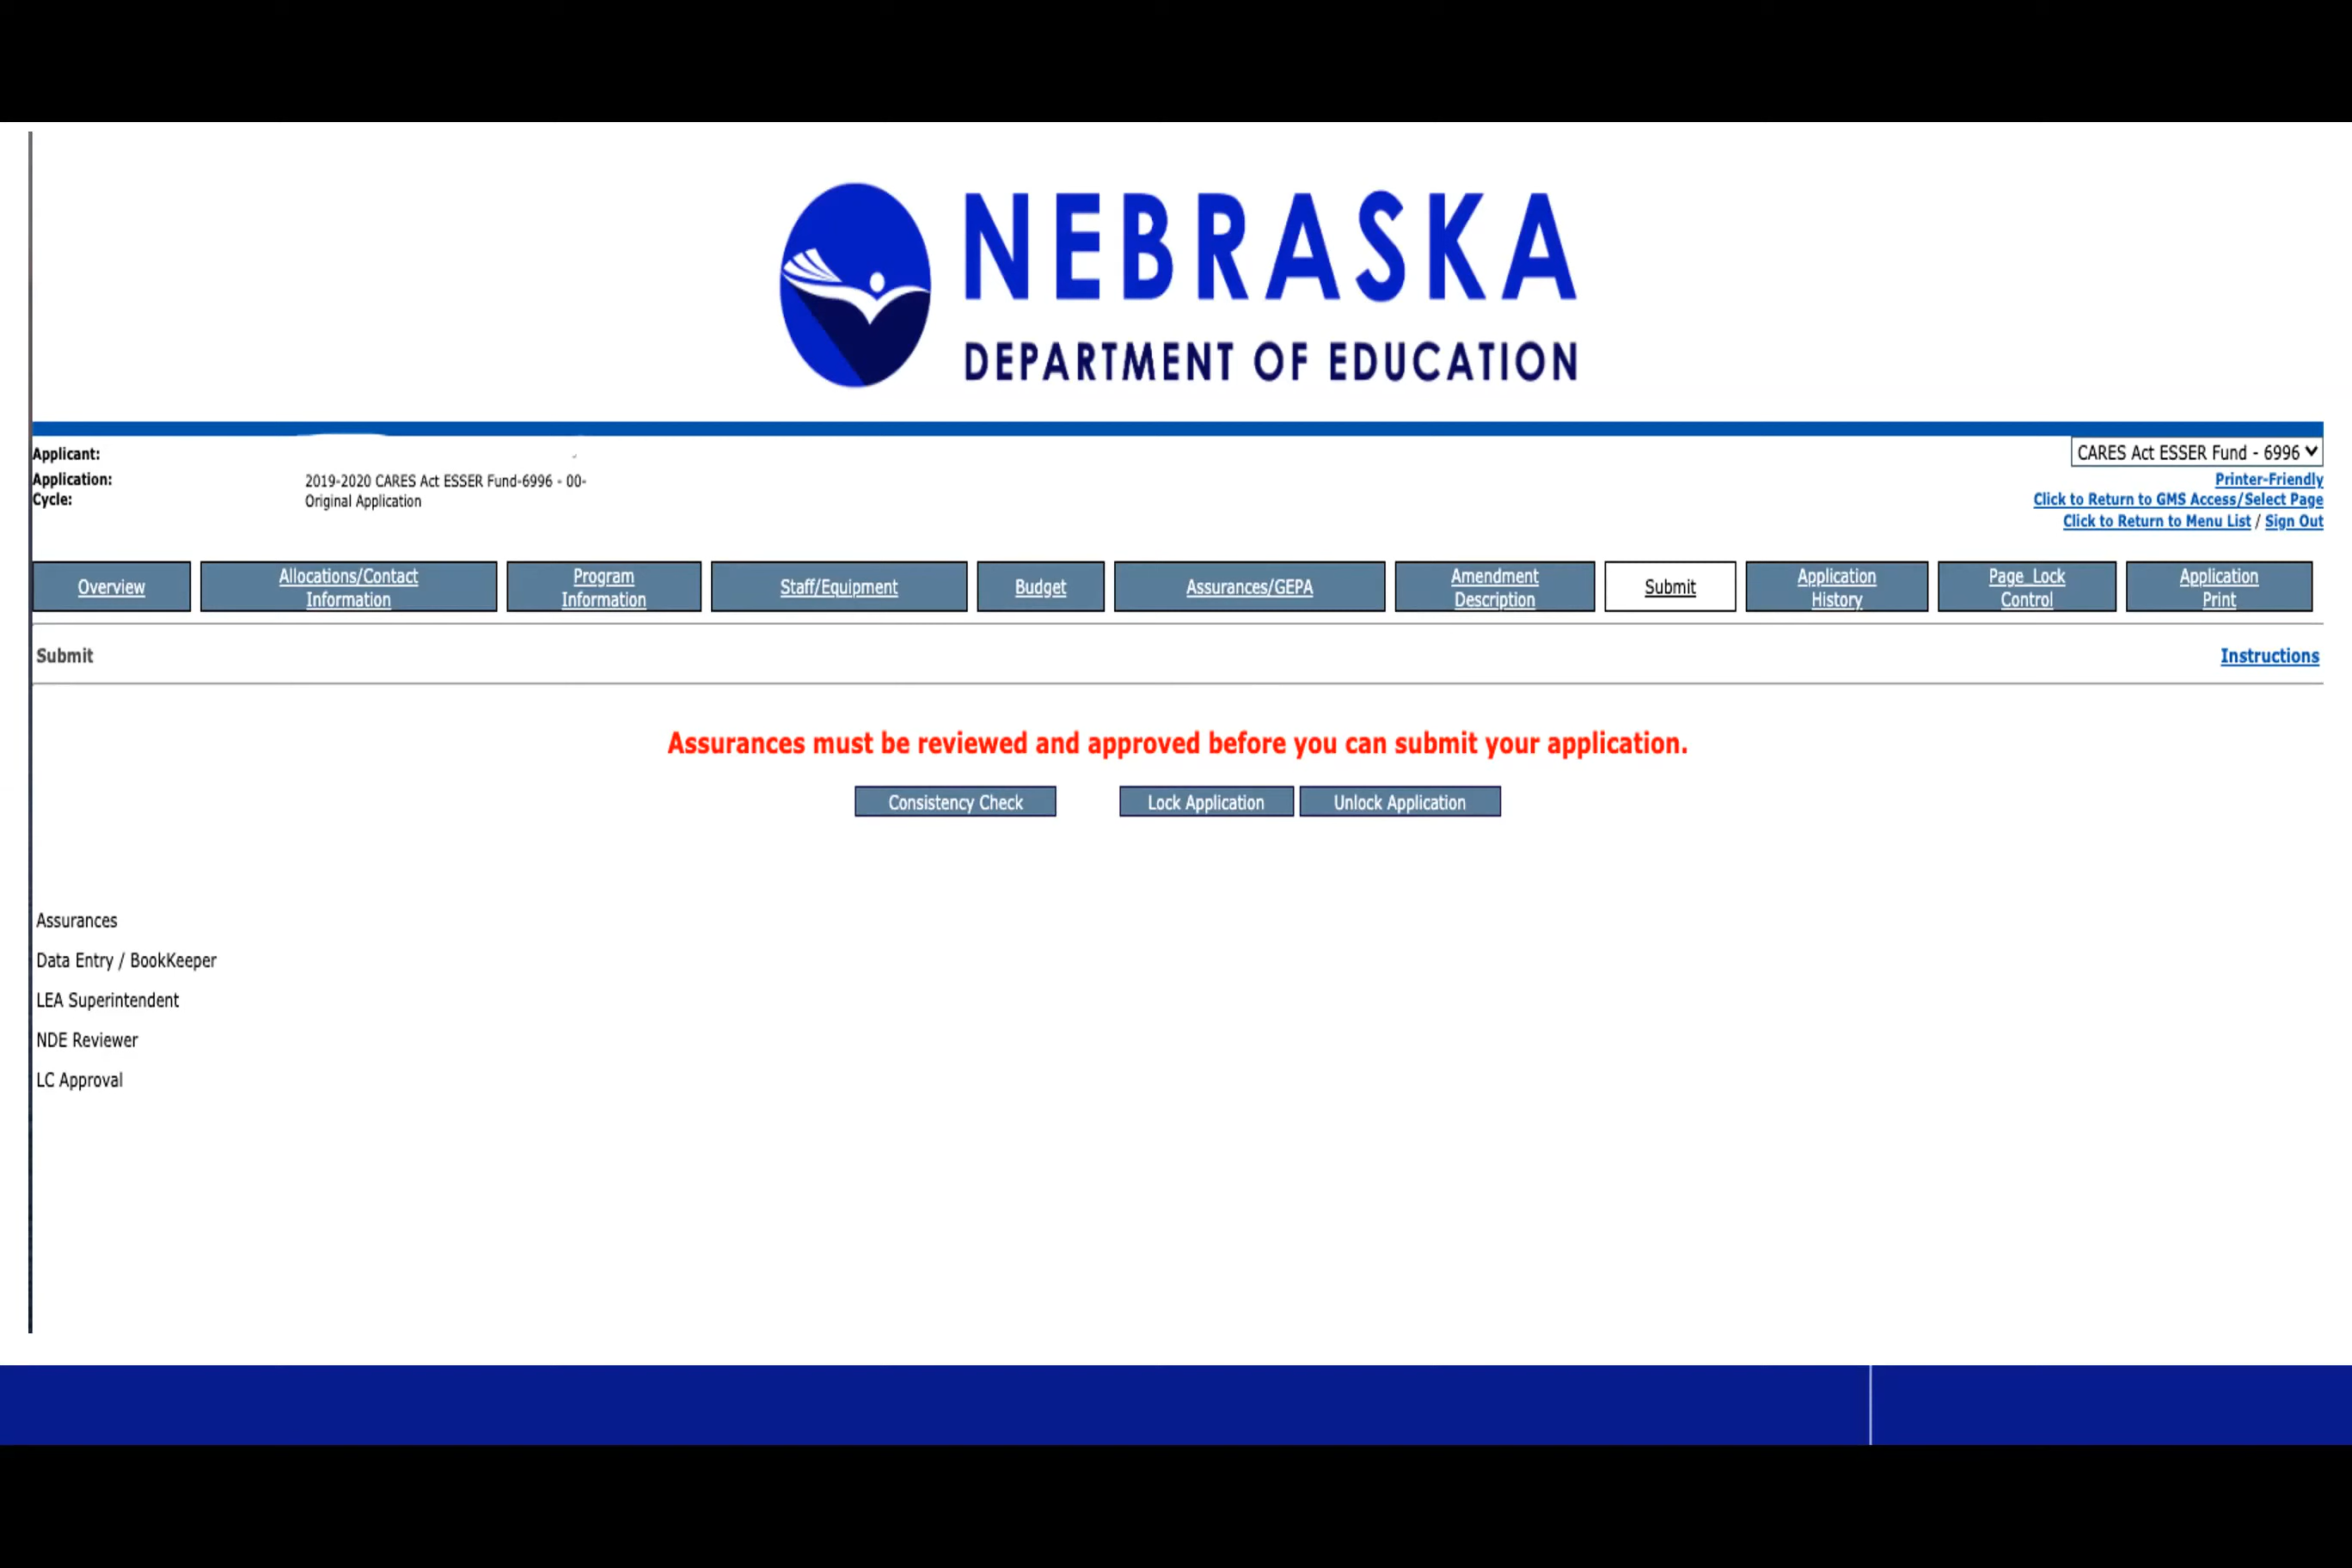 NEBRASKA
DEPARTMENT OF EDUCATION
Applicant:
CARES Act ESSER Fund - 6996
Application:
2019-2020 CARES Act ESSER Fund-6996 - 00-
Printer-Friendly
Cycle:
Original Application
Click to Return to GMS Access/Select Page
Click to Return to Menu List / Sign Out
Overview
Allocations/Contact
Information
Program
Information
Staff/Equipment
Budget
Assurances/GEPA
Amendment
Description
Submit
Application
History
Page_Lock
Control
Application
Print
Submit
Instructions
Assurances must be reviewed and approved before you can submit your application.
Consistency Check
Lock Application
Unlock Application
Assurances
Data Entry / BookKeeper
LEA Superintendent
NDE Reviewer
LC Approval